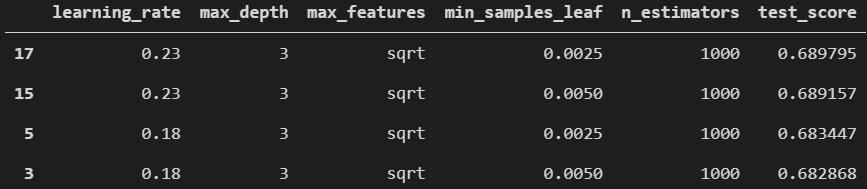 learning_rate max_depth max_features min_samples_leaf n_estimators test_score
17 0.23 3 sqrt 0.0025 1000 0.689795
15 0.23 3 sqrt 0.0050 1000 0.689157
5 0.18 3 sqrt 0.0025 1000 0.683447
3 0.18 3 sqrt 0.0050 1000 0.682868